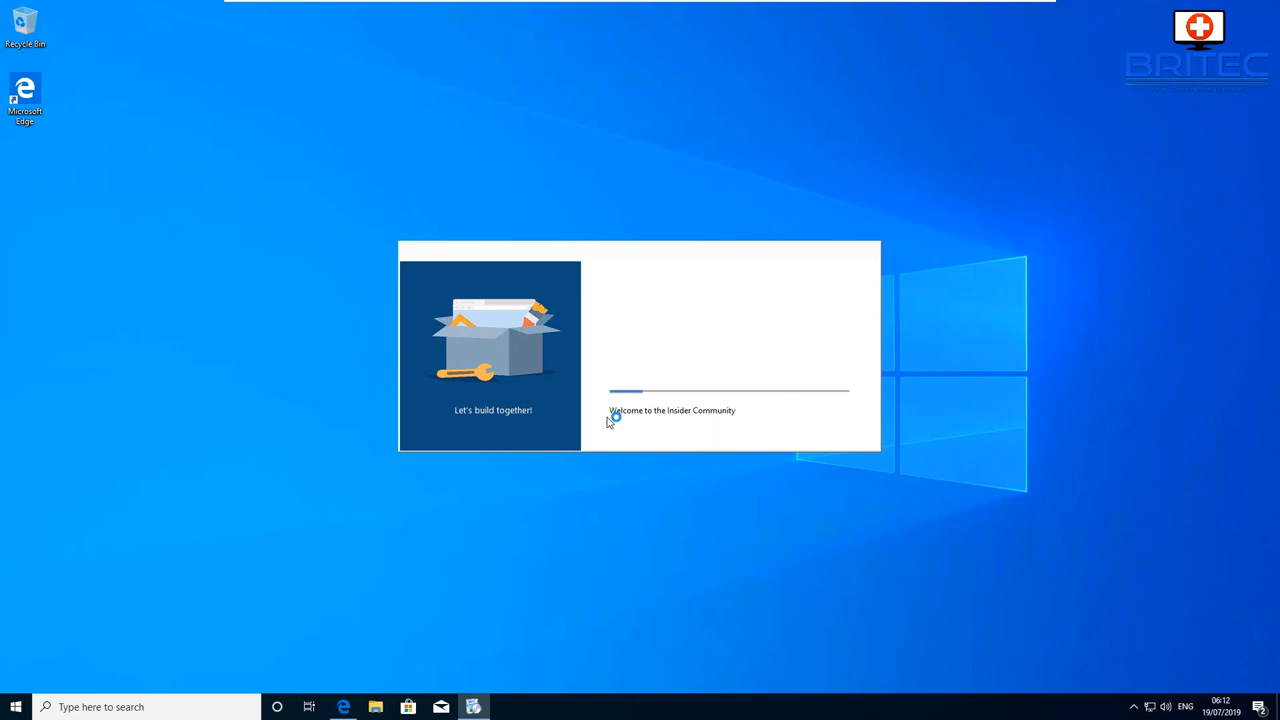 Recycle Bin
BRITEC
Microsoft
Edge
Let's build together!
Welcome to the Insider Community
Type here to search
ENG
06:12
19/07/2019
2